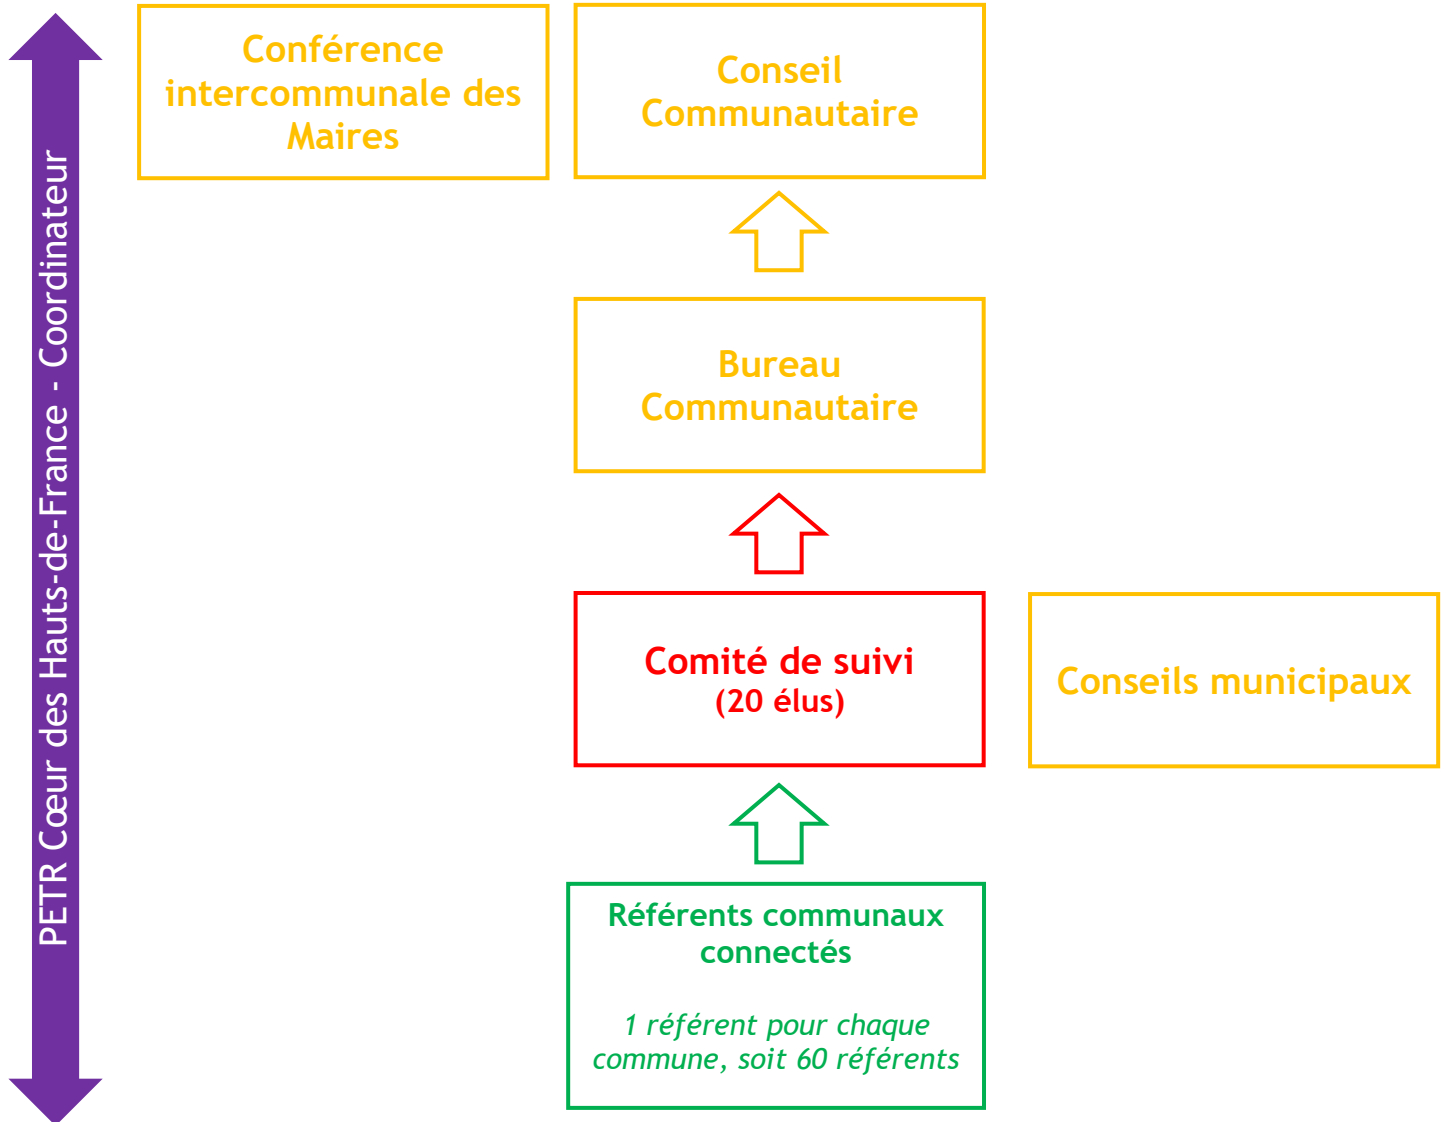 PETR Cœur des Hauts-de-France - Coordinateur
Conférence
intercommunale des
Maires
Conseil
Communautaire
Bureau
Communautaire
Comité de suivi
(20 élus)
Conseils municipaux
Référents communaux
connectés
1 référent pour chaque
commune, soit 60 référents